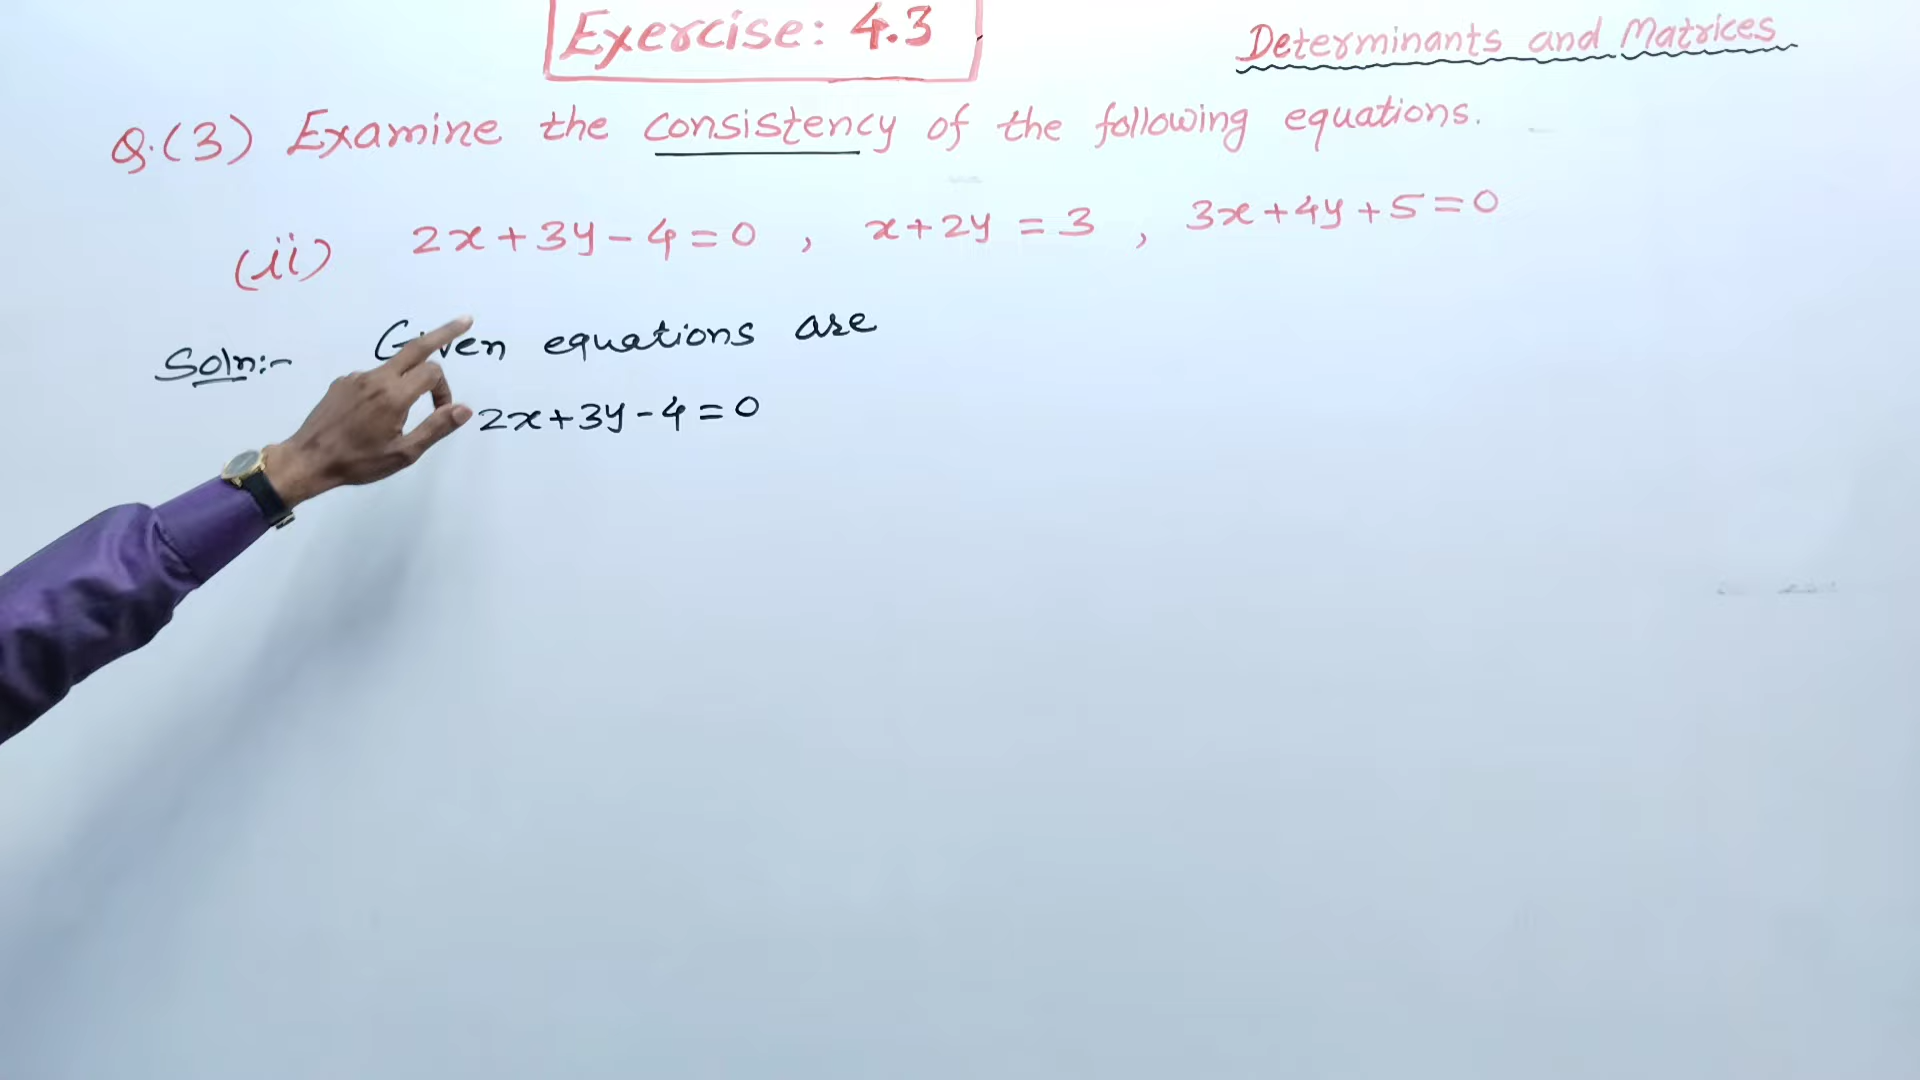 Exercise: 4.3
Determinants and Matrices
Q.(3) Examine the consistency of the following equations.
(ii) 2x+3y-4=0 , x+2y = 3 , 3x+4y+5=0
Soln:- Given equations are
2x+3y-4=0